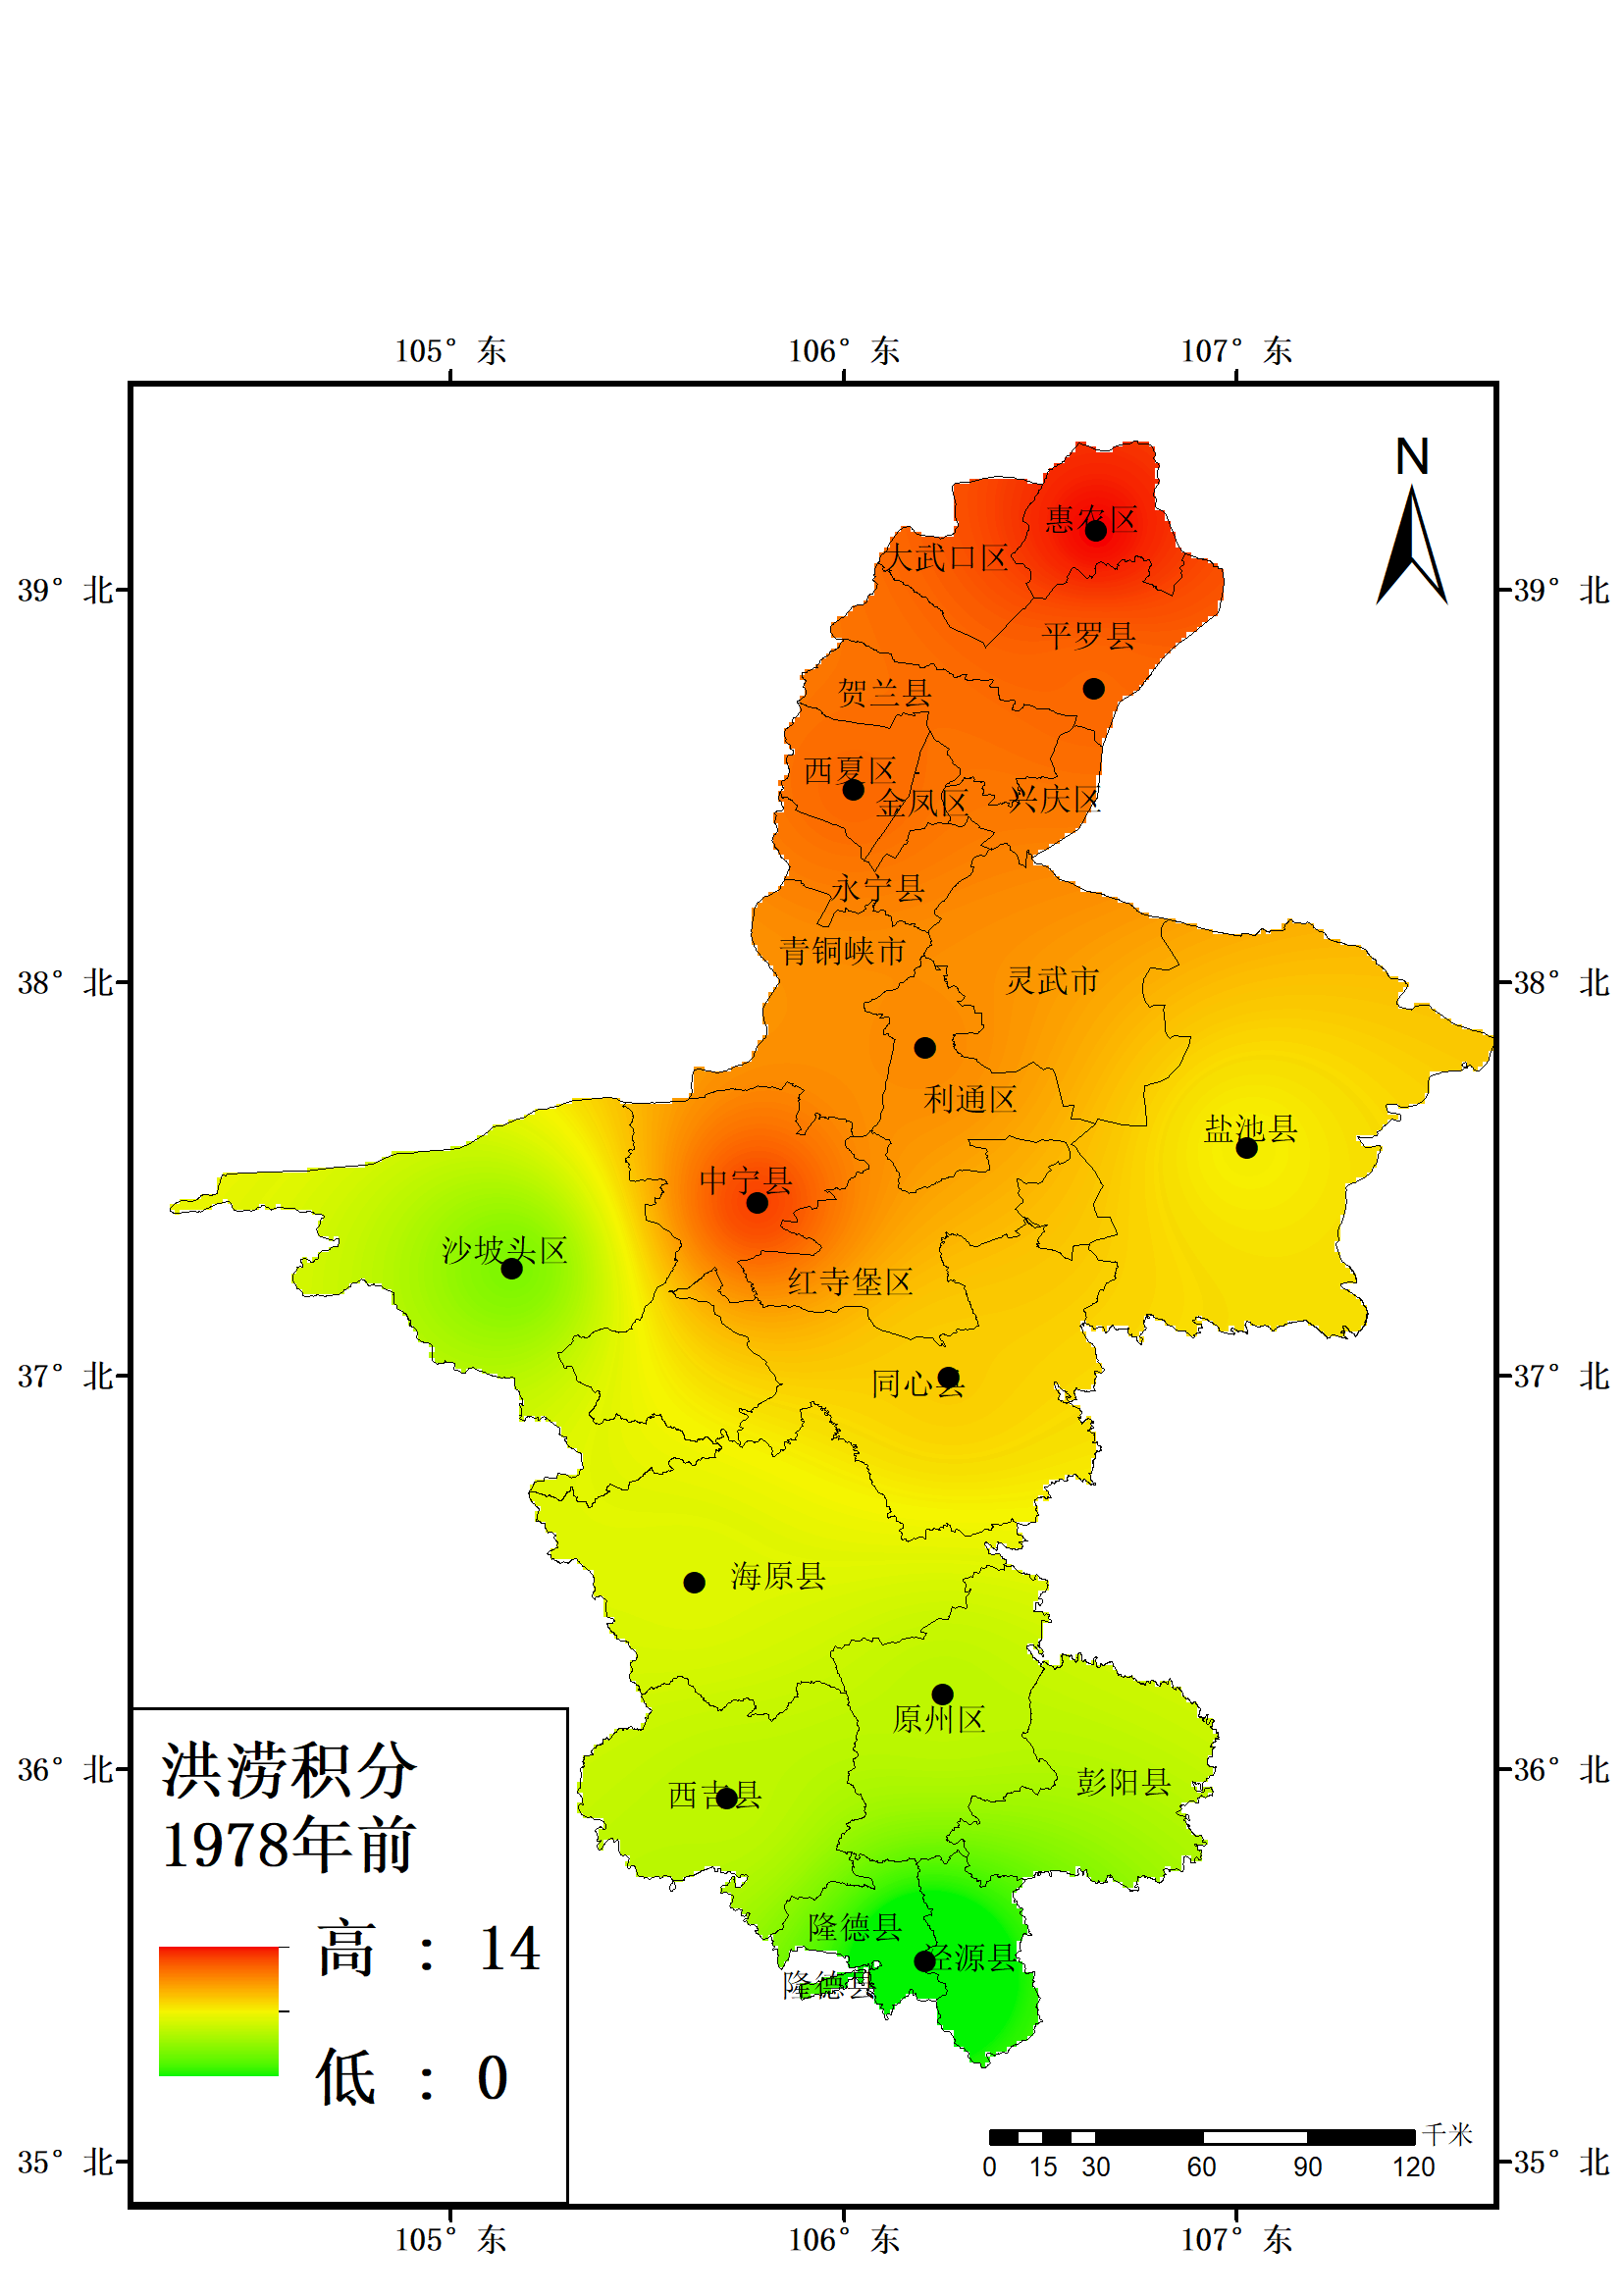 105° 东 106° 东 107° 东
N
惠农区
大武口区
39° 北 39° 北
平罗县
贺兰县
西夏区
金凤区 兴庆区
永宁县
青铜峡市
38° 北 灵武市 38° 北
利通区
盐池县
中宁县
沙坡头区
红寺堡区
37° 北 同心县 37° 北
海原县
原州区
36° 北 36° 北
彭阳县
西吉县
洪涝积分
1978年前
高 : 14
低 : 0
隆德县
泾源县
隆德县
千米
0 15 30 60 90 120
35° 北 35° 北
105° 东 106° 东 107° 东